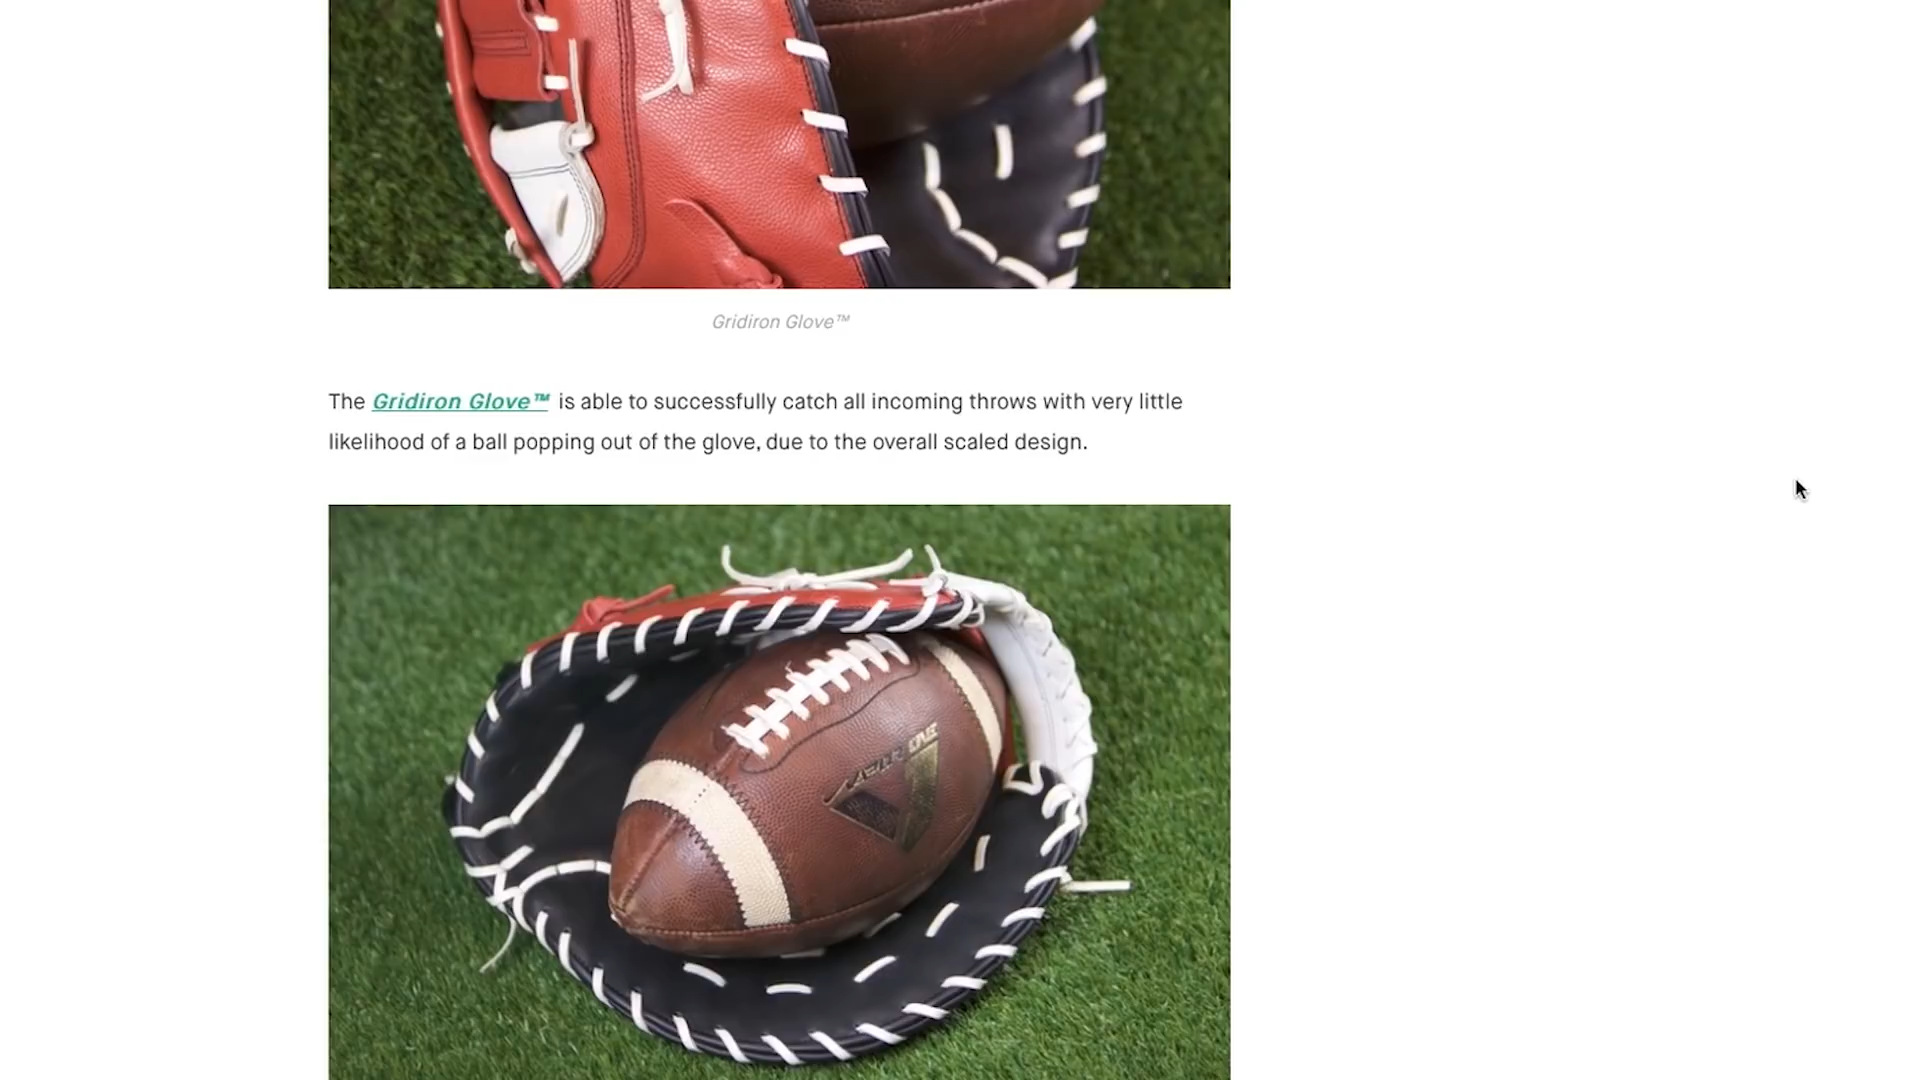 Gridiron Glove™
The Gridiron Glove™ is able to successfully catch all incoming throws with very little
likelihood of a ball popping out of the glove, due to the overall scaled design.